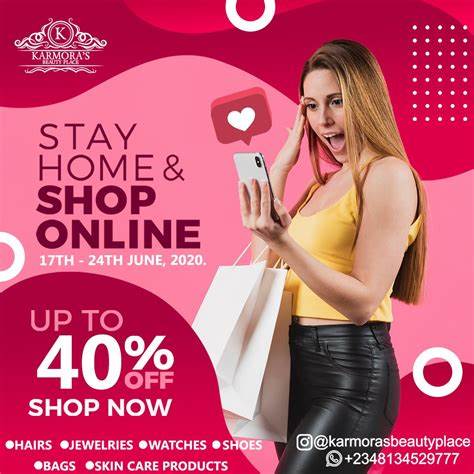 K
KARMORA'S
BEAUTY PLACE
STAY
HOME &
SHOP
ONLINE
17TH - 24TH JUNE, 2020.
UP TO
40%
OFF
SHOP NOW
●HAIRS ●JEWELRIES ●WATCHES ●SHOES
●BAGS ●SKIN CARE PRODUCTS
@karmorasbeautyplace
+2348134529777